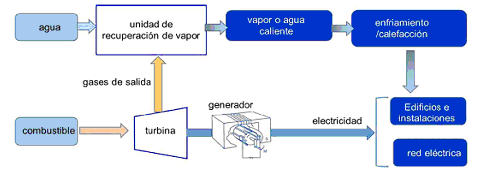 agua
unidad de
recuperación de vapor
vapor o agua
caliente
enfriamiento
/calefacción
gases de salida
generador
electricidad
Edificios e
instalaciones
combustible
turbina
red eléctrica